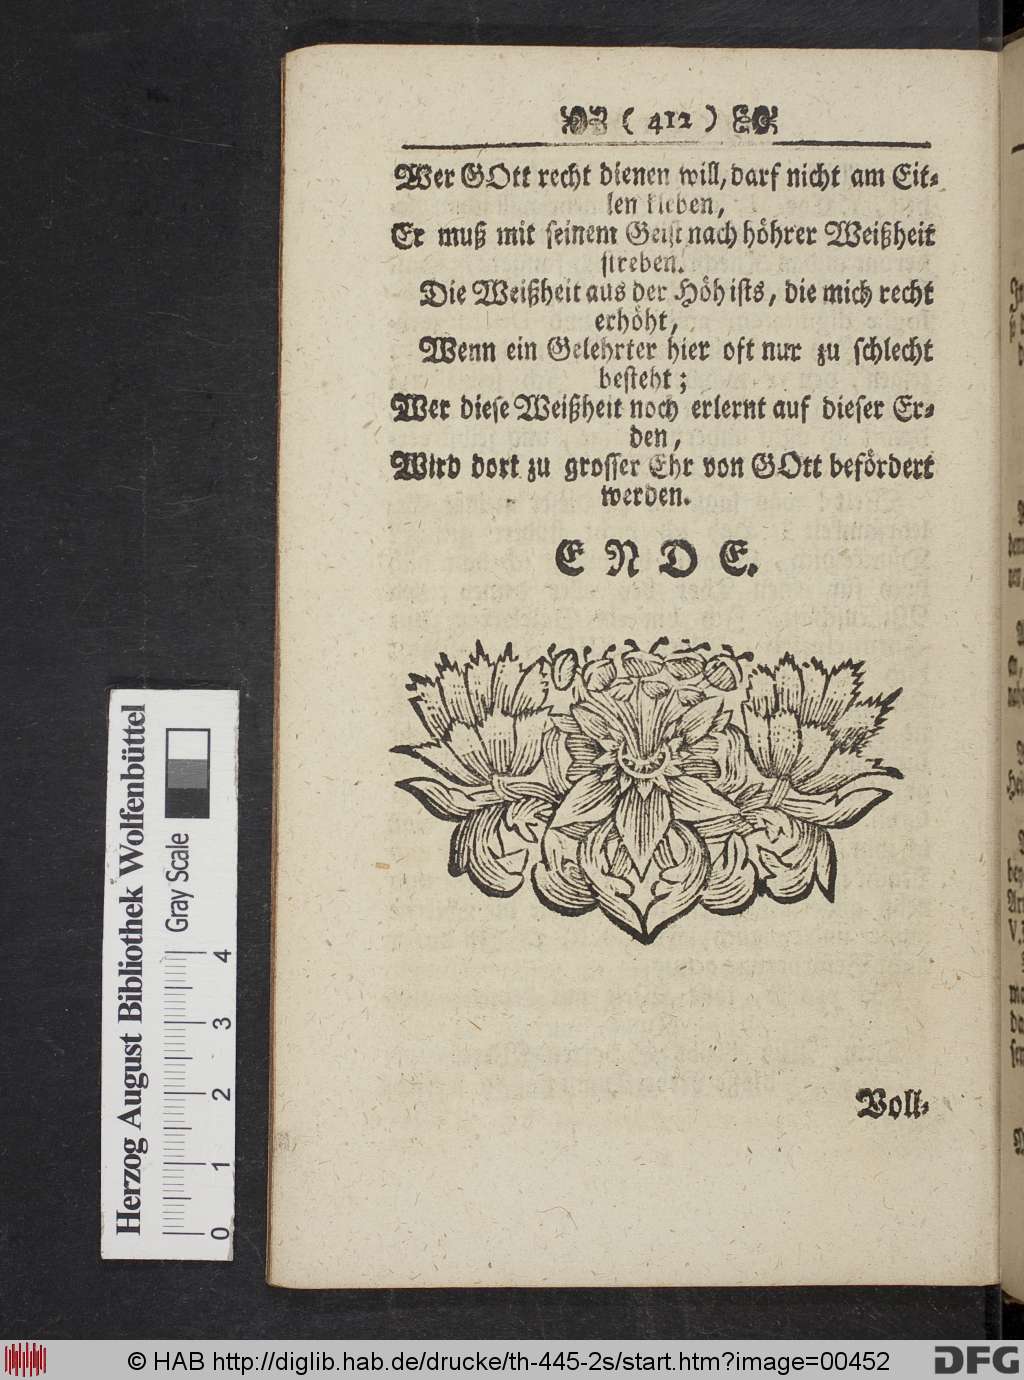 ( 412 )
Wer GOtt recht dienen will, darf nicht am Eit-
len kleben,
Er muß mit seinem Geist nach höhrer Weißheit
streben.
Die Weißheit aus der Höh ists, die mich recht
erhöht,
Wenn ein Gelehrter hier oft nur zu schlecht
besteht;
Wer diese Weißheit noch erlernt auf dieser Er-
den,
Wird dort zu grosser Ehr von GOtt befördert
werden.
ENDE.
Voll-
Herzog August Bibliothek Wolfenbüttel
Gray Scale
0 1 2 3 4
© HAB http://diglib.hab.de/drucke/th-445-2s/start.htm?image=00452
DFG